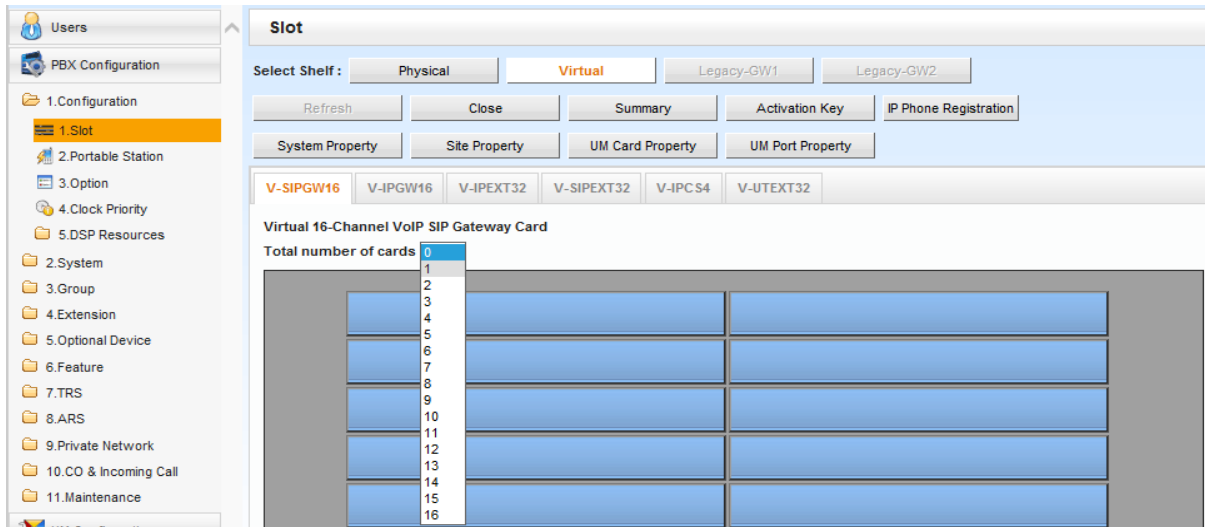 Users
PBX Configuration
1.Configuration
1.Slot
2.Portable Station
3.Option
4.Clock Priority
5.DSP Resources
2.System
3.Group
4.Extension
5.Optional Device
6.Feature
7.TRS
8.ARS
9.Private Network
10.CO & Incoming Call
11.Maintenance
Slot
Select Shelf : Physical Virtual Legacy-GW1 Legacy-GW2
Refresh Close Summary Activation Key IP Phone Registration
System Property Site Property UM Card Property UM Port Property
V-SIPGW16 V-IPGW16 V-IPEXT32 V-SIPEXT32 V-IPCS4 V-UTEXT32
Virtual 16-Channel VoIP SIP Gateway Card
Total number of cards 0
1
2
3
4
5
6
7
8
9
10
11
12
13
14
15
16